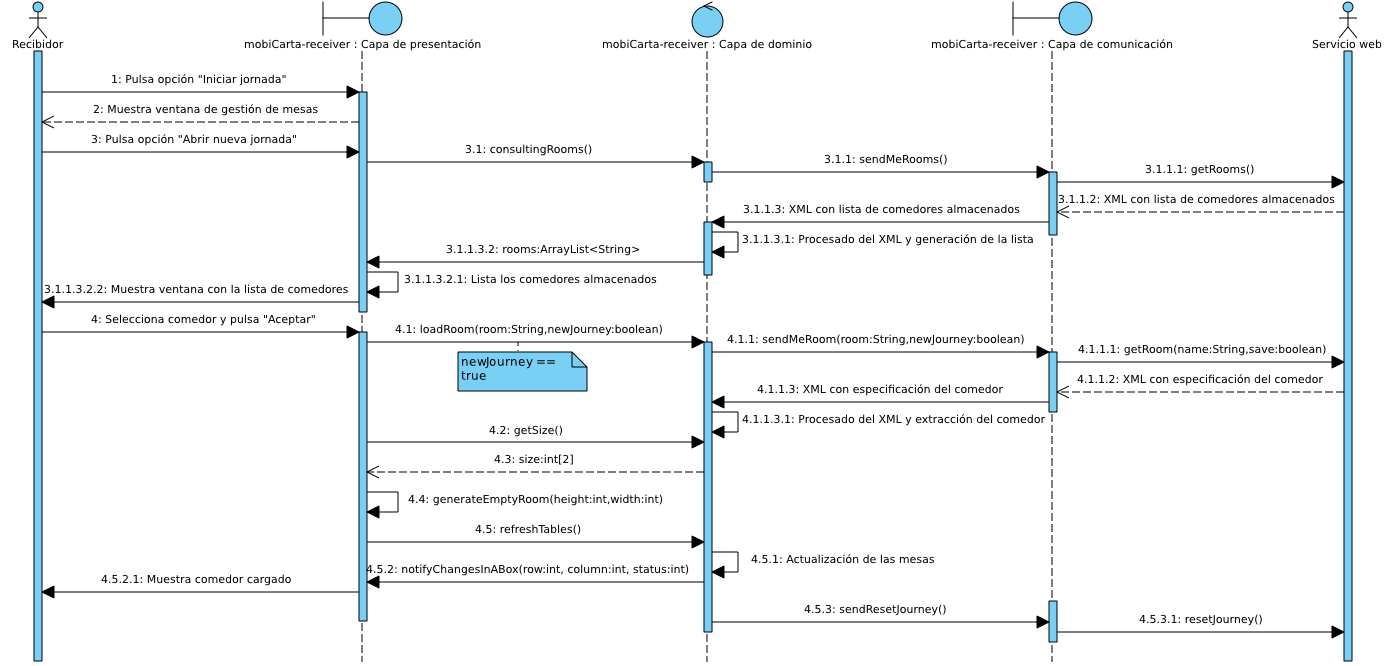 Recibidor
mobiCarta-receiver : Capa de presentación
mobiCarta-receiver : Capa de dominio
mobiCarta-receiver : Capa de comunicación
Servicio web
1: Pulsa opción "Iniciar jornada"
2: Muestra ventana de gestión de mesas
3: Pulsa opción "Abrir nueva jornada"
3.1: consultingRooms()
3.1.1: sendMeRooms()
3.1.1.1: getRooms()
3.1.1.2: XML con lista de comedores almacenados
3.1.1.3: XML con lista de comedores almacenados
3.1.1.3.1: Procesado del XML y generación de la lista
3.1.1.3.2: rooms:ArrayList<String>
3.1.1.3.2.1: Lista los comedores almacenados
3.1.1.3.2.2: Muestra ventana con la lista de comedores
4: Selecciona comedor y pulsa "Aceptar"
4.1: loadRoom(room:String,newJourney:boolean)
newJourney ==
true
4.1.1: sendMeRoom(room:String,newJourney:boolean)
4.1.1.1: getRoom(name:String,save:boolean)
4.1.1.2: XML con especificación del comedor
4.1.1.3: XML con especificación del comedor
4.1.1.3.1: Procesado del XML y extracción del comedor
4.2: getSize()
4.3: size:int[2]
4.4: generateEmptyRoom(height:int,width:int)
4.5: refreshTables()
4.5.1: Actualización de las mesas
4.5.2: notifyChangesInABox(row:int, column:int, status:int)
4.5.2.1: Muestra comedor cargado
4.5.3: sendResetJourney()
4.5.3.1: resetJourney()